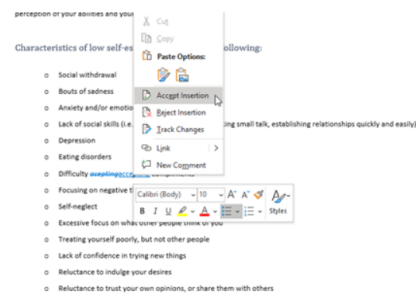 perception of your abilities and your
Cut
Copy
Characteristics of low self-es
ollowing:
Paste Options:
Social withdrawal
Bouts of sadness
Accept Insertion
Anxiety and/or emotio
Reject Insertion
Lack of social skills (i.e.
ing small talk, establishing relationships quickly and easily)
Track Changes
Depression
Link
Eating disorders
New Comment
Difficulty
Focusing on negative t
Calibri (Body)
10
Self-neglect
B I U
Styles
Excessive focus on what other people think of you
Treating yourself poorly, but not other people
Lack of confidence in trying new things
Reluctance to indulge your desires
Reluctance to trust your own opinions, or share them with others